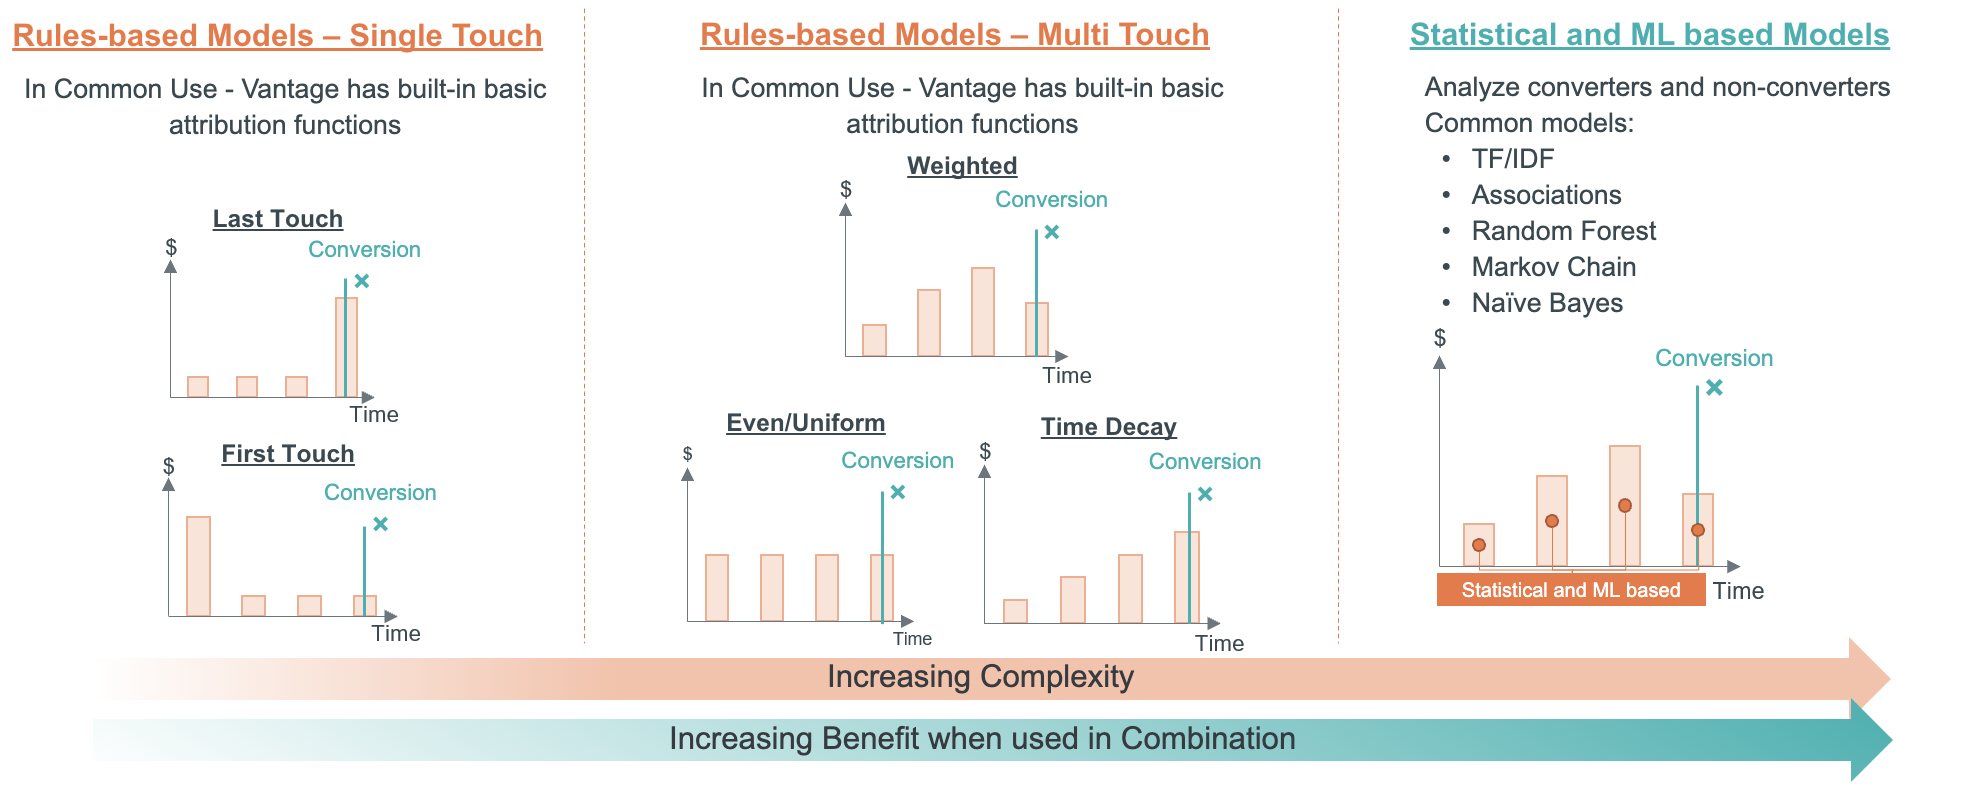 Rules-based Models – Single Touch
In Common Use - Vantage has built-in basic
attribution functions
Last Touch
$
Conversion
Time
First Touch
$
Conversion
Time
Rules-based Models – Multi Touch
In Common Use - Vantage has built-in basic
attribution functions
Weighted
$
Conversion
Time
Even/Uniform
$
Conversion
Time
Time Decay
$
Conversion
Time
Statistical and ML based Models
Analyze converters and non-converters
Common models:
• TF/IDF
• Associations
• Random Forest
• Markov Chain
• Naïve Bayes
$
Conversion
Statistical and ML based
Time
Increasing Complexity
Increasing Benefit when used in Combination